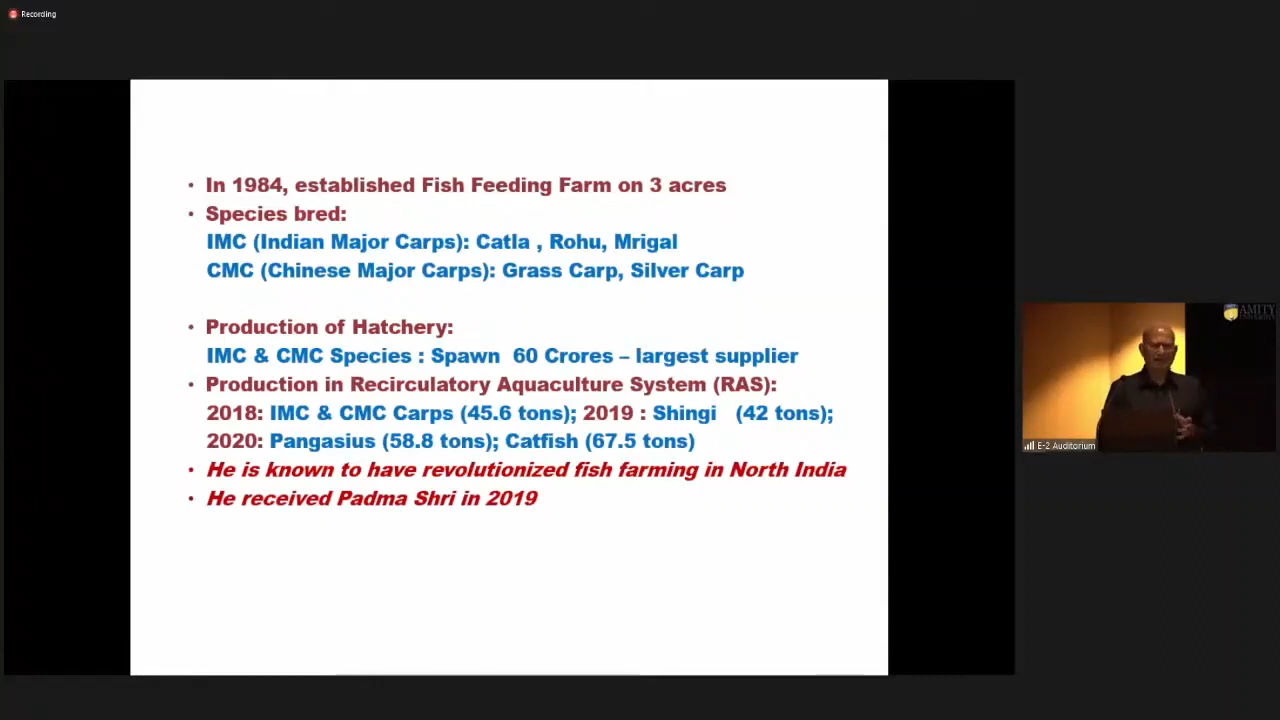 Recording
• In 1984, established Fish Feeding Farm on 3 acres
• Species bred:
IMC (Indian Major Carps): Catla , Rohu, Mrigal
CMC (Chinese Major Carps): Grass Carp, Silver Carp
• Production of Hatchery:
IMC & CMC Species : Spawn 60 Crores – largest supplier
• Production in Recirculatory Aquaculture System (RAS):
2018: IMC & CMC Carps (45.6 tons); 2019 : Shingi (42 tons);
2020: Pangasius (58.8 tons); Catfish (67.5 tons)
• He is known to have revolutionized fish farming in North India
• He received Padma Shri in 2019
AMITY
UNIVERSITY
E-2 Auditorium